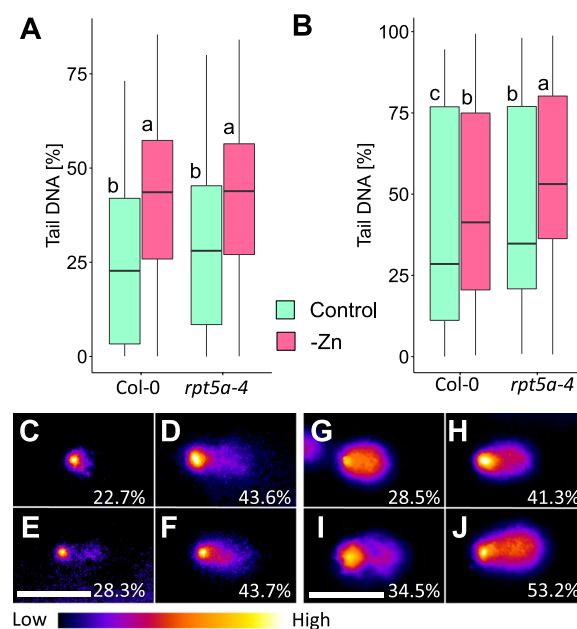 A
Tail DNA [%]
75
50
25
0
b
a
b
a
Col-0
rpt5a-4
Control
-Zn
B
Tail DNA [%]
100
75
50
25
0
c
b
b
a
Col-0
rpt5a-4
C
22.7%
D
43.6%
G
28.5%
H
41.3%
E
28.3%
F
43.7%
I
34.5%
J
53.2%
Low
High